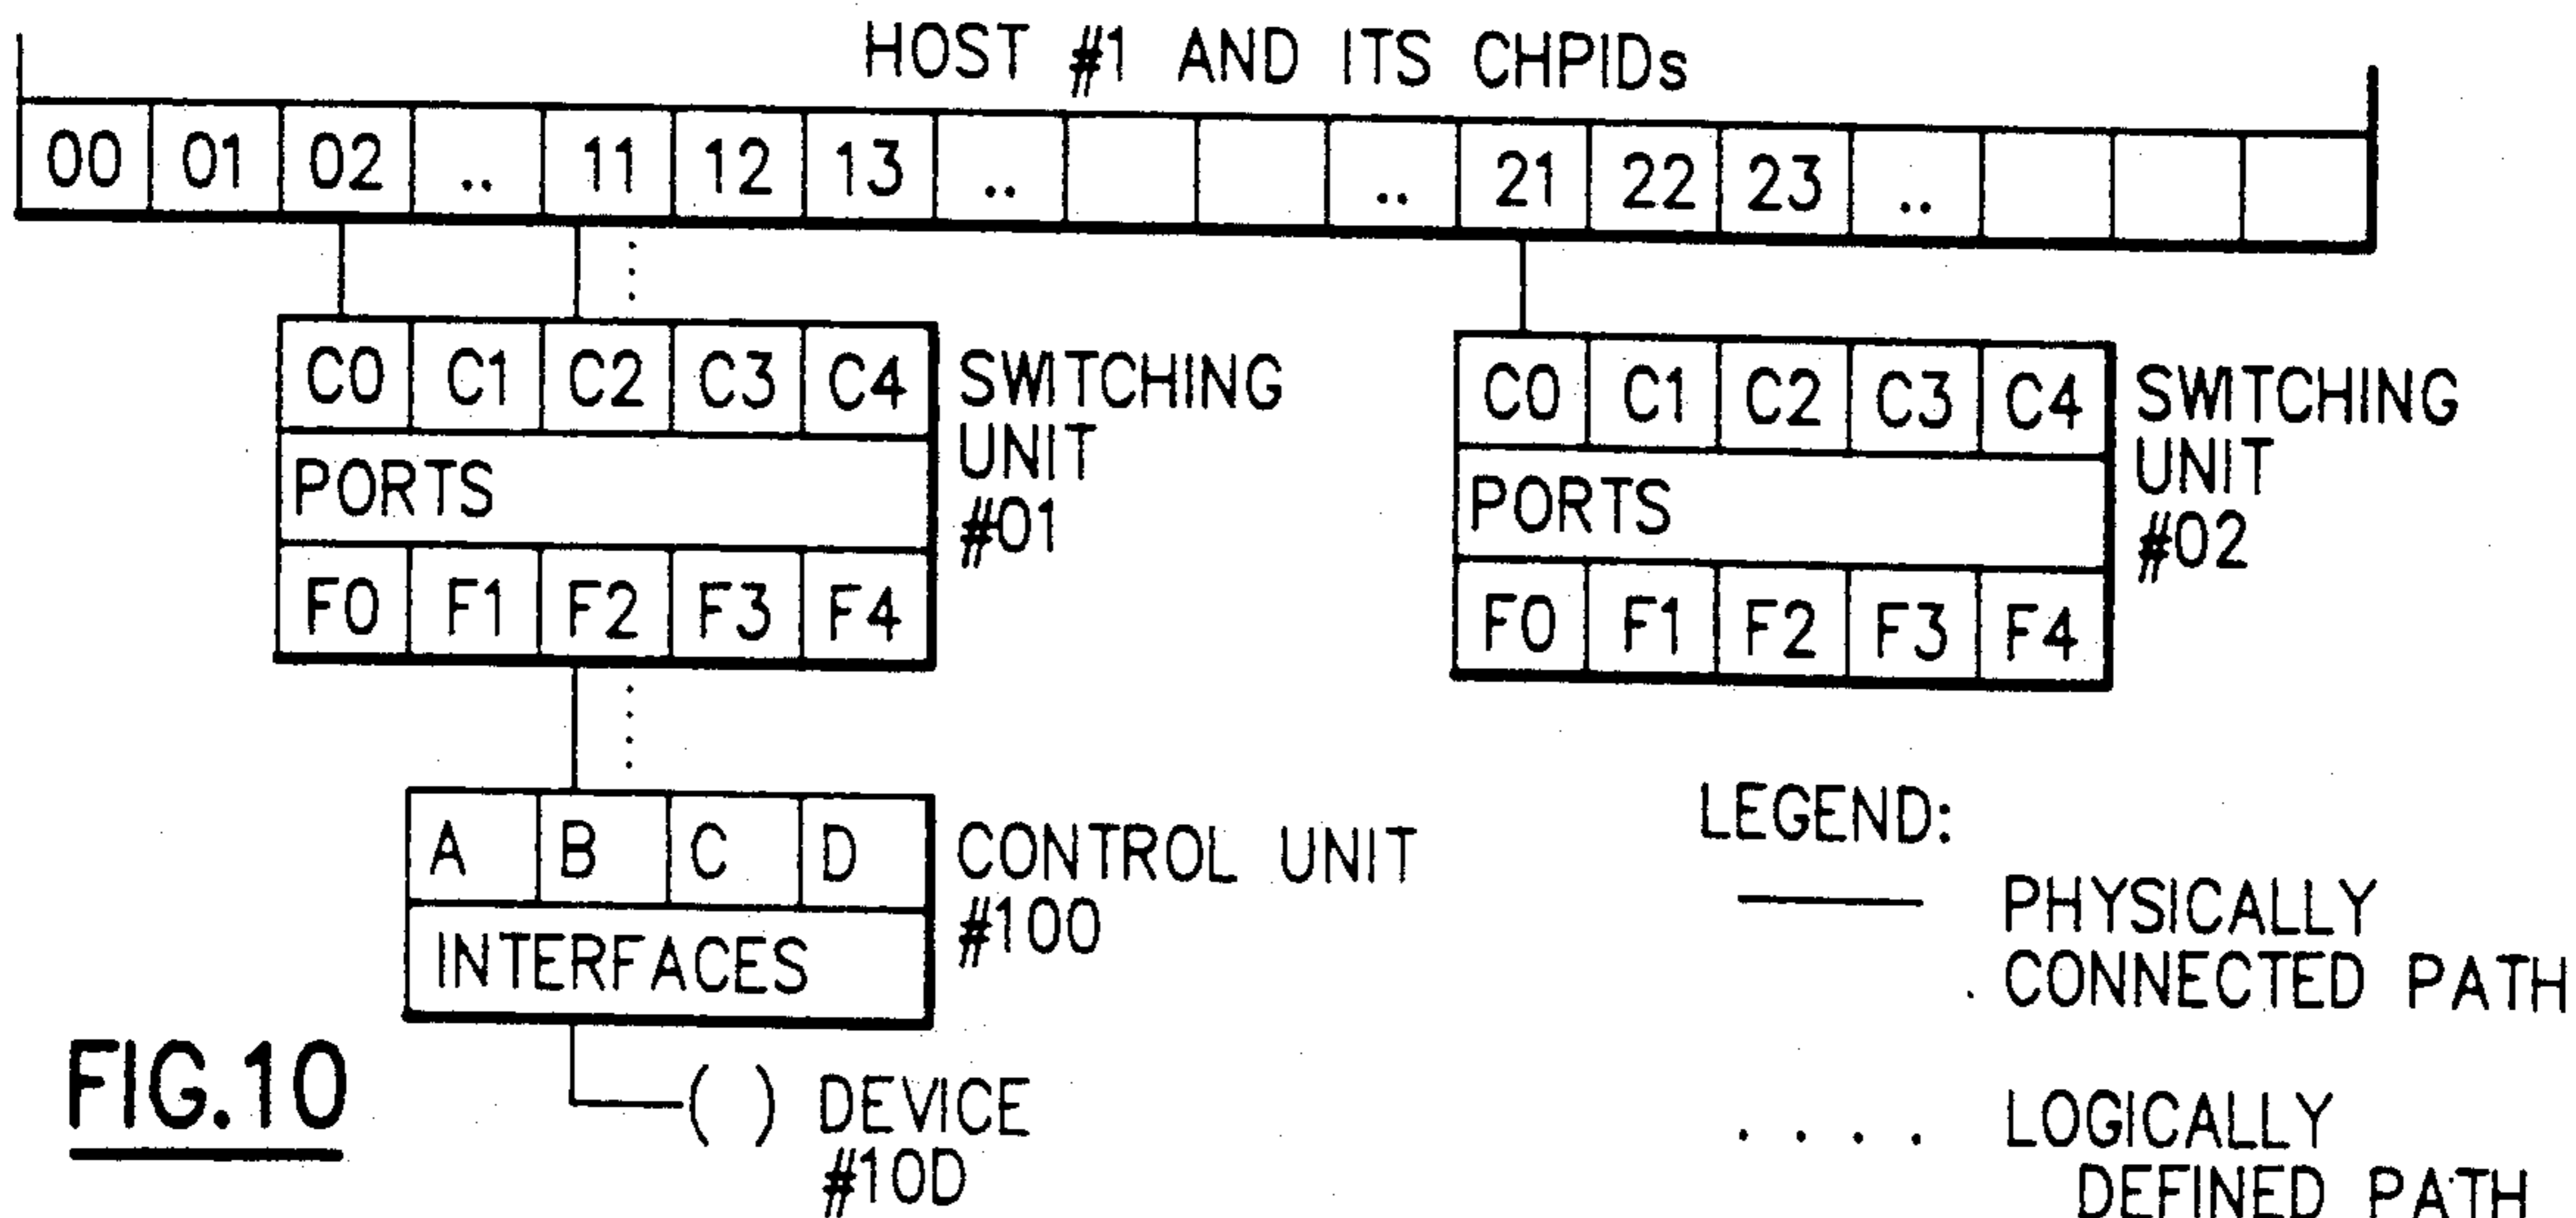 HOST #1 AND ITS CHPIDs
00 01 02 .. 11 12 13 .. .. 21 22 23 ..
C0 C1 C2 C3 C4
PORTS
F0 F1 F2 F3 F4
SWITCHING
UNIT
#01
C0 C1 C2 C3 C4
PORTS
F0 F1 F2 F3 F4
SWITCHING
UNIT
#02
A B C D
INTERFACES
CONTROL UNIT
#100
( ) DEVICE
#10D
LEGEND:
PHYSICALLY
CONNECTED PATH
LOGICALLY
DEFINED PATH
FIG.10